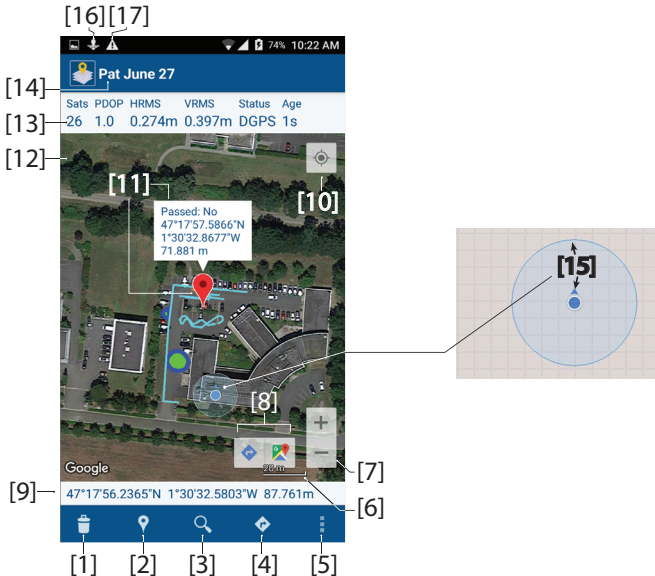 [16] [17]
74% 10:22 AM
[14] Pat June 27
Sats PDOP HRMS VRMS Status Age
[13] 26 1.0 0.274m 0.397m DGPS 1s
[12]
[11]
[10]
Passed: No
47°17'57.5866"N
1°30'32.8677"W
71.881 m
[15]
[8]
[7]
Google
20 m
[6]
[9] 47°17'56.2365"N 1°30'32.5803"W 87.761m
[1] [2] [3] [4] [5]